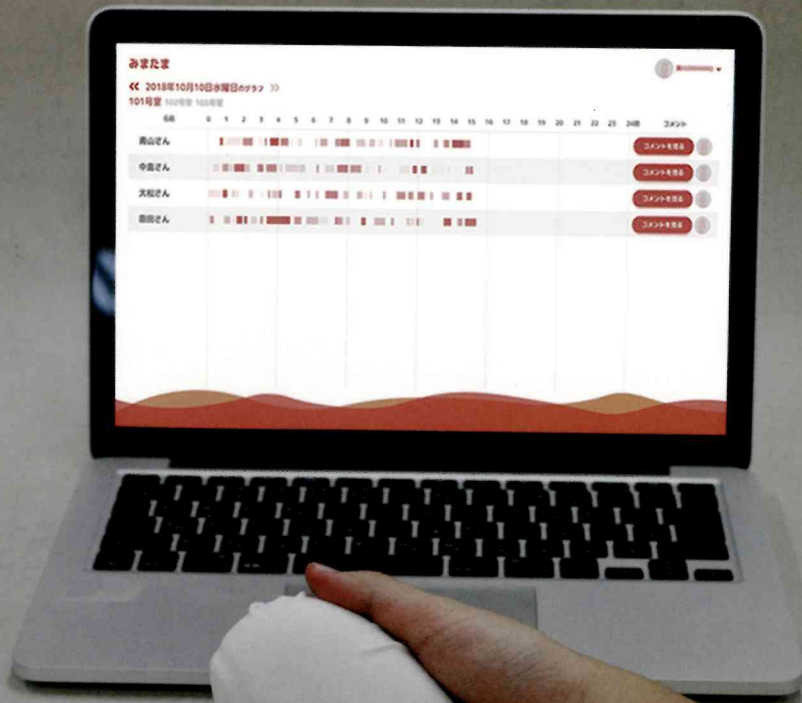 みまたま
<< 2018年10月10日水曜日のグラフ >>
101号室 102号室 103号室
名前 0 1 2 3 4 5 6 7 8 9 10 11 12 13 14 15 16 17 18 19 20 21 22 23 24時 コメント
青山さん コメントを見る
中島さん コメントを見る
大松さん コメントを見る
原田さん コメントを見る